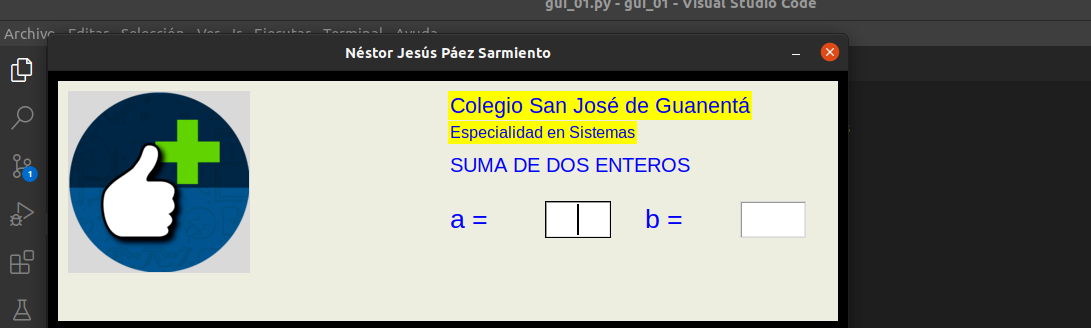 gui_01.py - gui_01 - Visual Studio Code
Archivo Editar Selección Ver Ir Ejecutar Terminal Ayuda
Néstor Jesús Páez Sarmiento
Colegio San José de Guanentá
Especialidad en Sistemas
SUMA DE DOS ENTEROS
a = b =
1